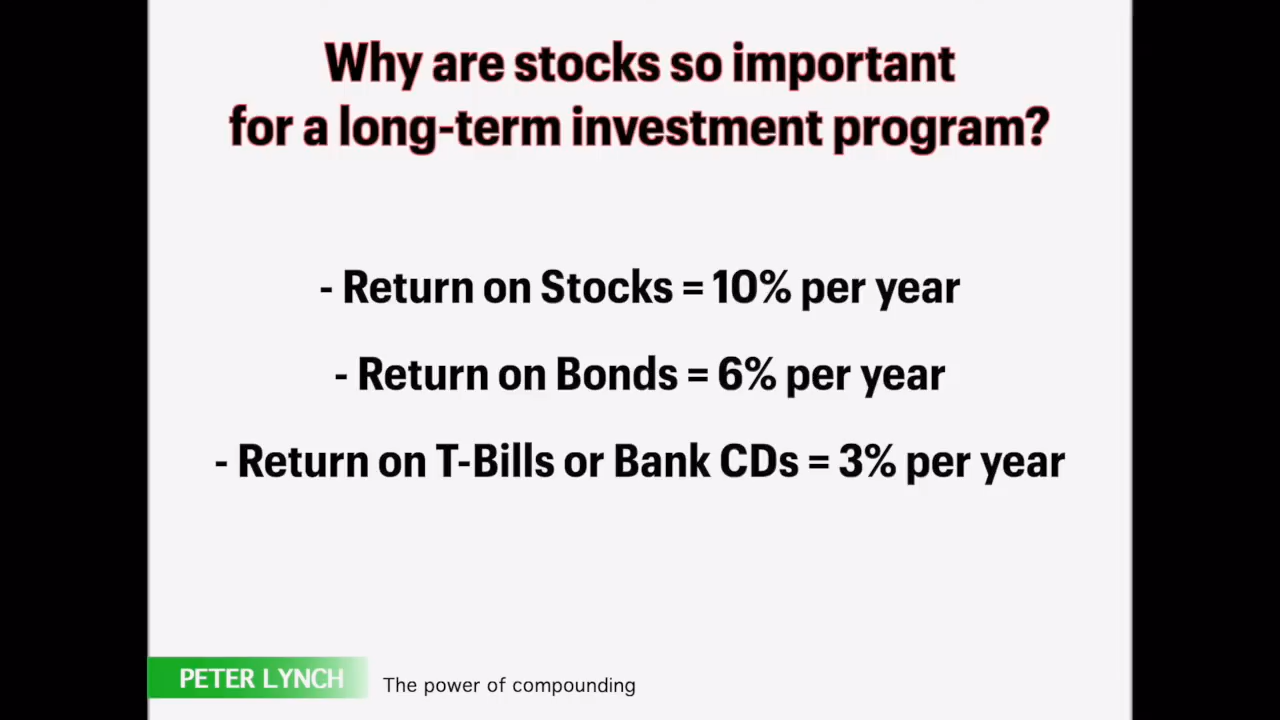 Why are stocks so important
for a long-term investment program?
- Return on Stocks = 10% per year
- Return on Bonds = 6% per year
- Return on T-Bills or Bank CDs = 3% per year
PETER LYNCH The power of compounding